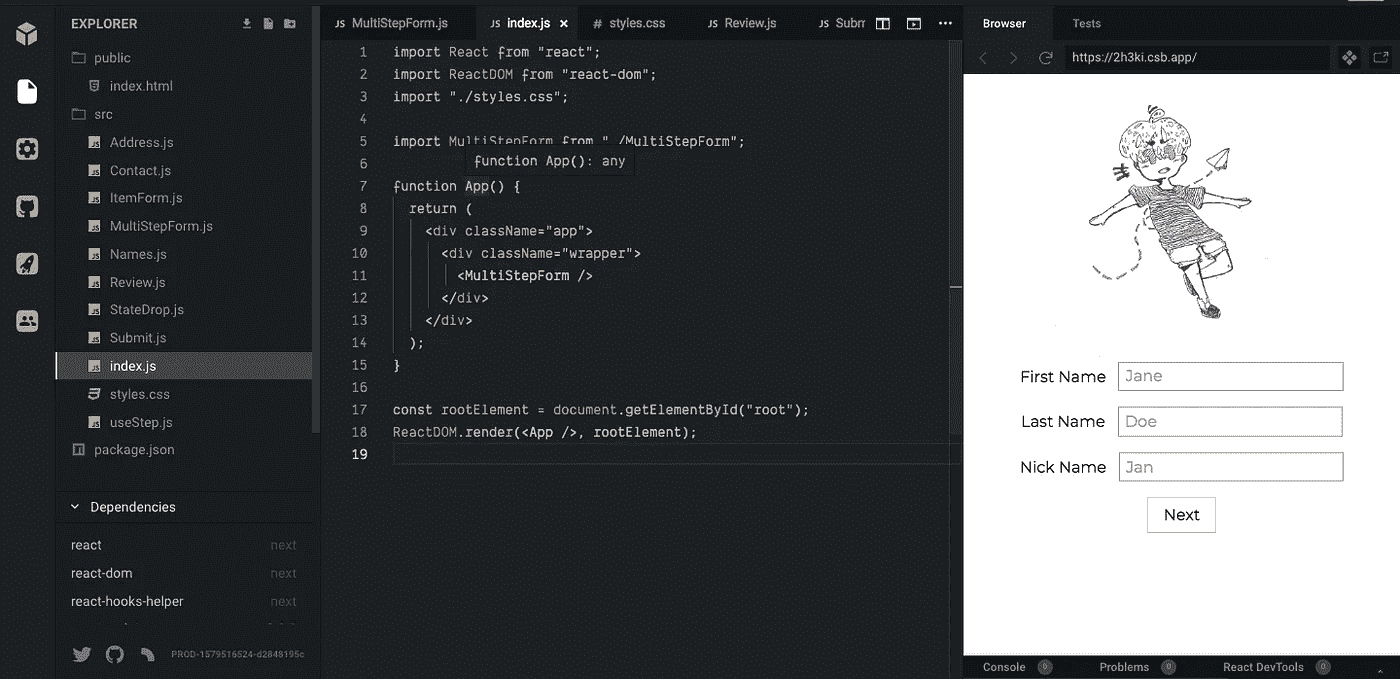 EXPLORER
public
index.html
src
Address.js
Contact.js
ItemForm.js
MultiStepForm.js
Names.js
Review.js
StateDrop.js
Submit.js
index.js
styles.css
useStep.js
package.json
Dependencies
react next
react-dom next
react-hooks-helper next
PROD-1579516524-d2848195c
JS MultiStepForm.js JS index.js × # styles.css JS Review.js JS Subm
1 import React from "react";
2 import ReactDOM from "react-dom";
3 import "./styles.css";
4
5 import MultiStepForm from "./MultiStepForm";
6 function App(): any
7 function App() {
8 return (
9 <div className="app">
10 <div className="wrapper">
11 <MultiStepForm />
12 </div>
13 </div>
14 );
15 }
16
17 const rootElement = document.getElementById("root");
18 ReactDOM.render(<App />, rootElement);
19
Browser Tests
https://2h3ki.csb.app/
First Name Jane
Last Name Doe
Nick Name Jan
Next
Console 0 Problems 0 React DevTools 0